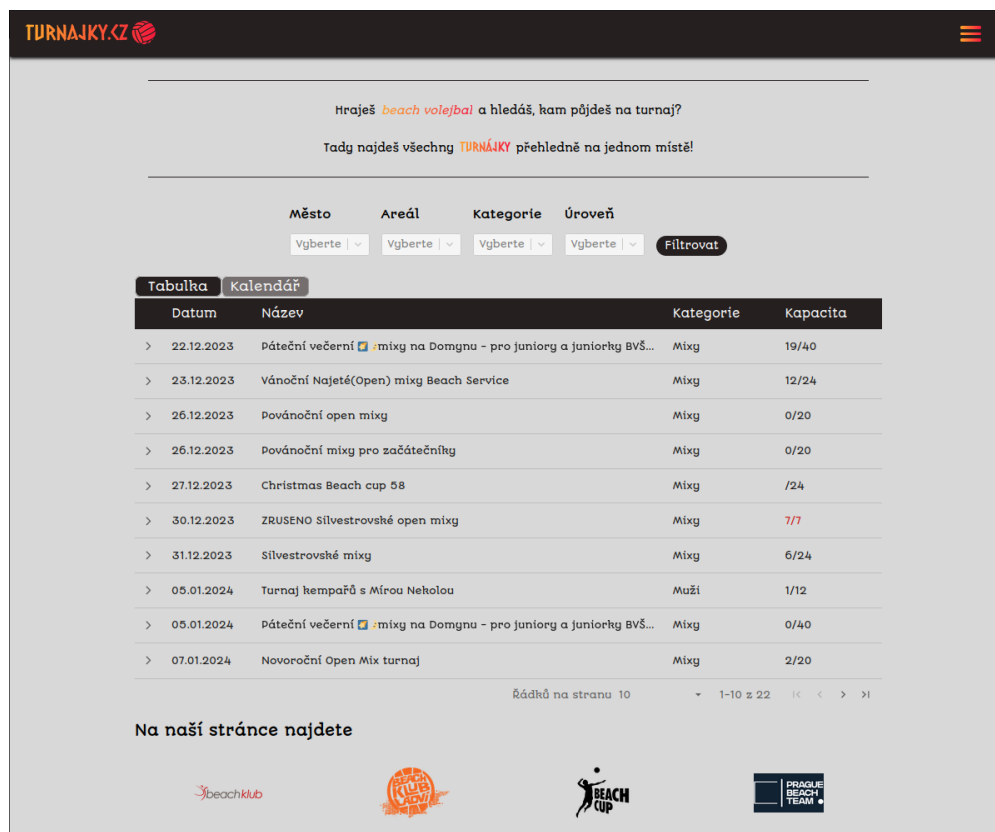 TURNAJKY.CZ
Hraješ beach volejbal a hledáš, kam půjdeš na turnaj?
Tady najdeš všechny TURNÁJKY přehledně na jednom místě!
Město Areál Kategorie Úroveň
Vyberte Vyberte Vyberte Vyberte Filtrovat
Tabulka Kalendář
Datum Název Kategorie Kapacita
22.12.2023 Páteční večerní mixy na Domynu - pro juniory a juniorky BVŠ... Mixy 19/40
23.12.2023 Vánoční Najeté(Open) mixy Beach Service Mixy 12/24
26.12.2023 Povánoční open mixy Mixy 0/20
26.12.2023 Povánoční mixy pro začátečníky Mixy 0/20
27.12.2023 Christmas Beach cup 58 Mixy /24
30.12.2023 ZRUSENO Silvestrovské open mixy Mixy 7/7
31.12.2023 Silvestrovské mixy Mixy 6/24
05.01.2024 Turnaj kempařů s Mírou Nekolou Muži 1/12
05.01.2024 Páteční večerní mixy na Domynu - pro juniory a juniorky BVŠ... Mixy 0/40
07.01.2024 Novoroční Open Mix turnaj Mixy 2/20
Řádků na stranu 10 1-10 z 22
Na naší stránce najdete
beachklub
BEACH
KLUB
LADVÍ
BEACH
CUP
PRAGUE
BEACH
TEAM